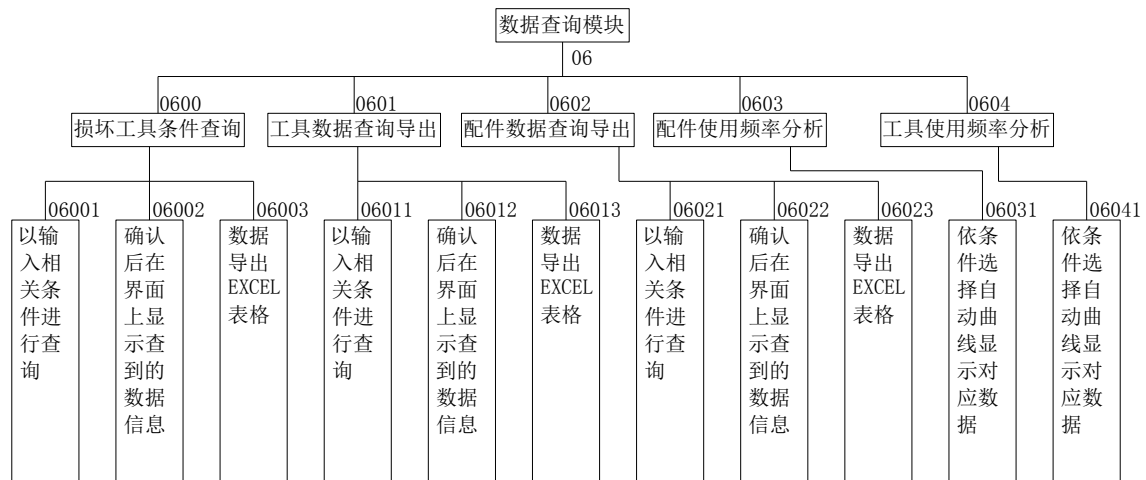 数据查询模块
06
0600
0601
0602
0603
0604
损坏工具条件查询
工具数据查询导出
配件数据查询导出
配件使用频率分析
工具使用频率分析
06001
06002
06003
06011
06012
06013
06021
06022
06023
06031
06041
以输
入相
关条
件进
行查
询
确认
后在
界面
上显
示查
到的
数据
信息
数据
导出
EXCEL
表格
以输
入相
关条
件进
行查
询
确认
后在
界面
上显
示查
到的
数据
信息
数据
导出
EXCEL
表格
以输
入相
关条
件进
行查
询
确认
后在
界面
上显
示查
到的
数据
信息
数据
导出
EXCEL
表格
依条
件选
择自
动曲
线显
示对
应数
据
依条
件选
择自
动曲
线显
示对
应数
据